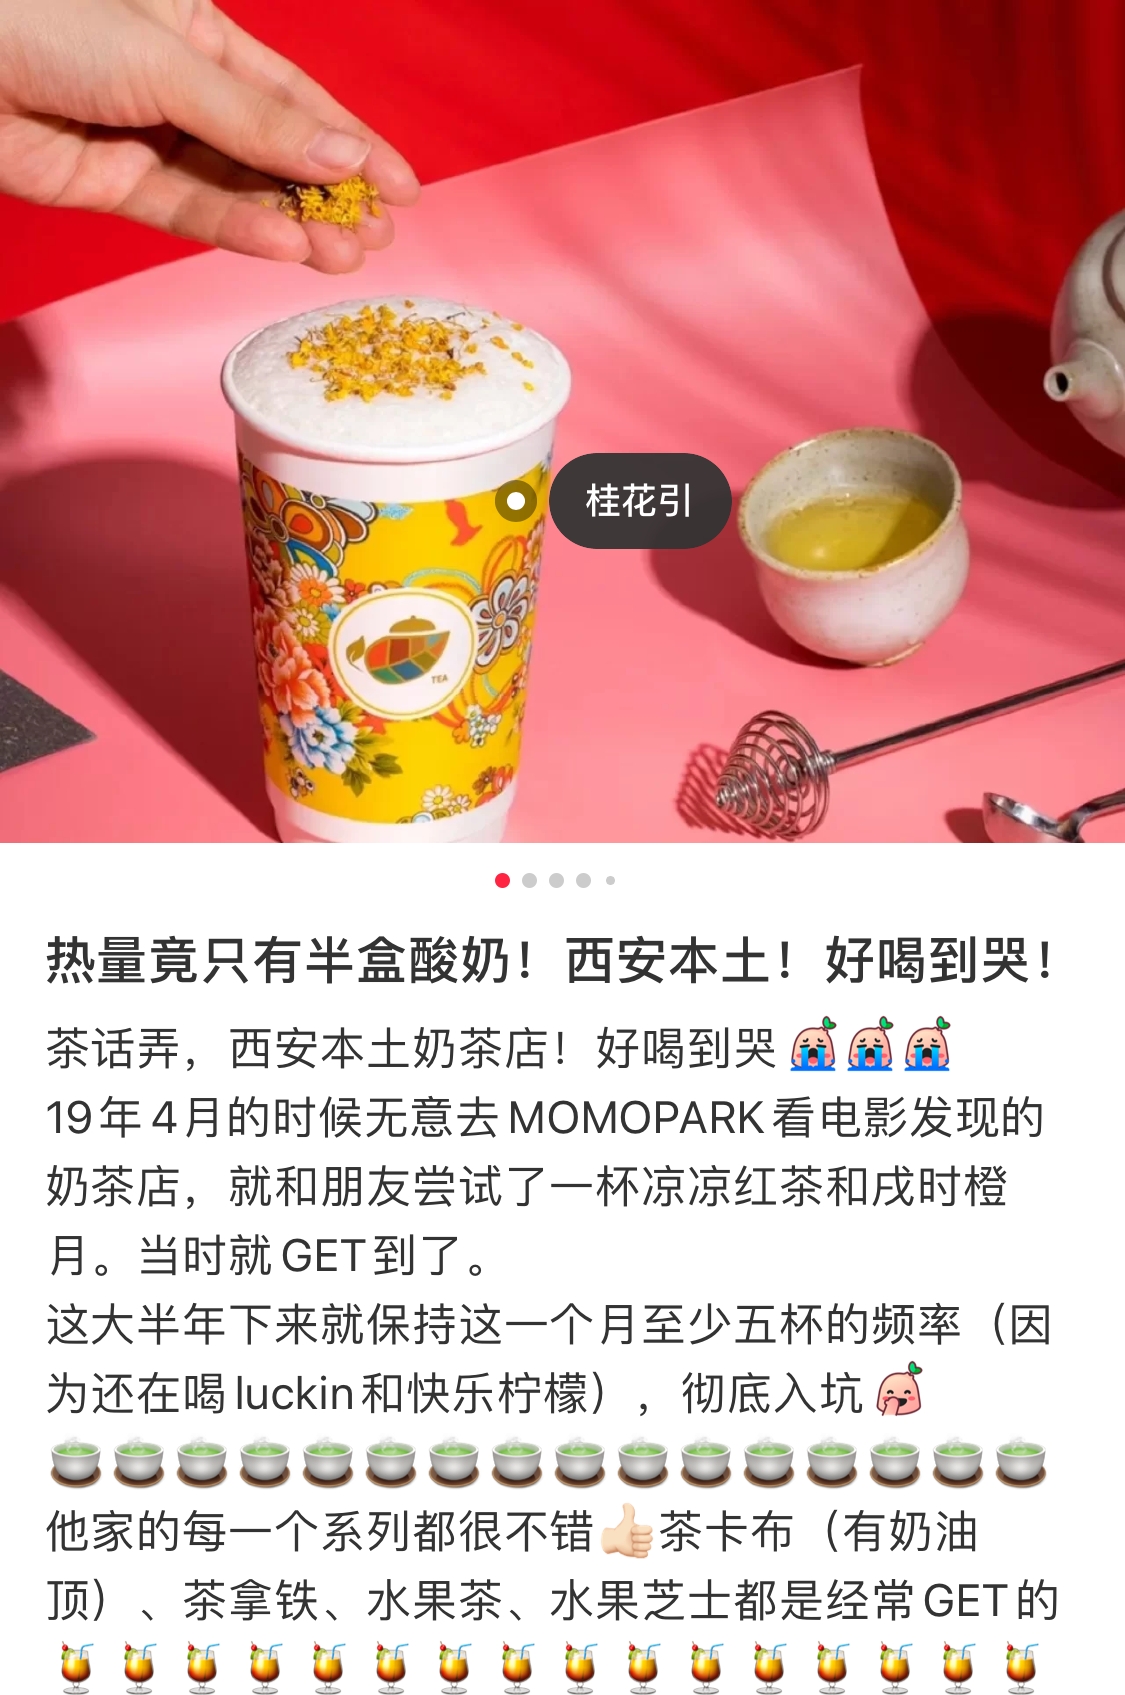 桂花引
TEA
热量竟只有半盒酸奶！西安本土！好喝到哭！
茶话弄，西安本土奶茶店！好喝到哭😭😭😭
19年4月的时候无意去MOMOPARK看电影发现的
奶茶店，就和朋友尝试了一杯凉凉红茶和戌时橙
月。当时就GET到了。
这大半年下来就保持这一个月至少五杯的频率（因
为还在喝luckin和快乐柠檬），彻底入坑🤭
🍵🍵🍵🍵🍵🍵🍵🍵🍵🍵🍵🍵🍵🍵🍵🍵
他家的每一个系列都很不错👍🏻茶卡布（有奶油
顶）、茶拿铁、水果茶、水果芝士都是经常GET的
🍹🍹🍹🍹🍹🍹🍹🍹🍹🍹🍹🍹🍹🍹🍹🍹